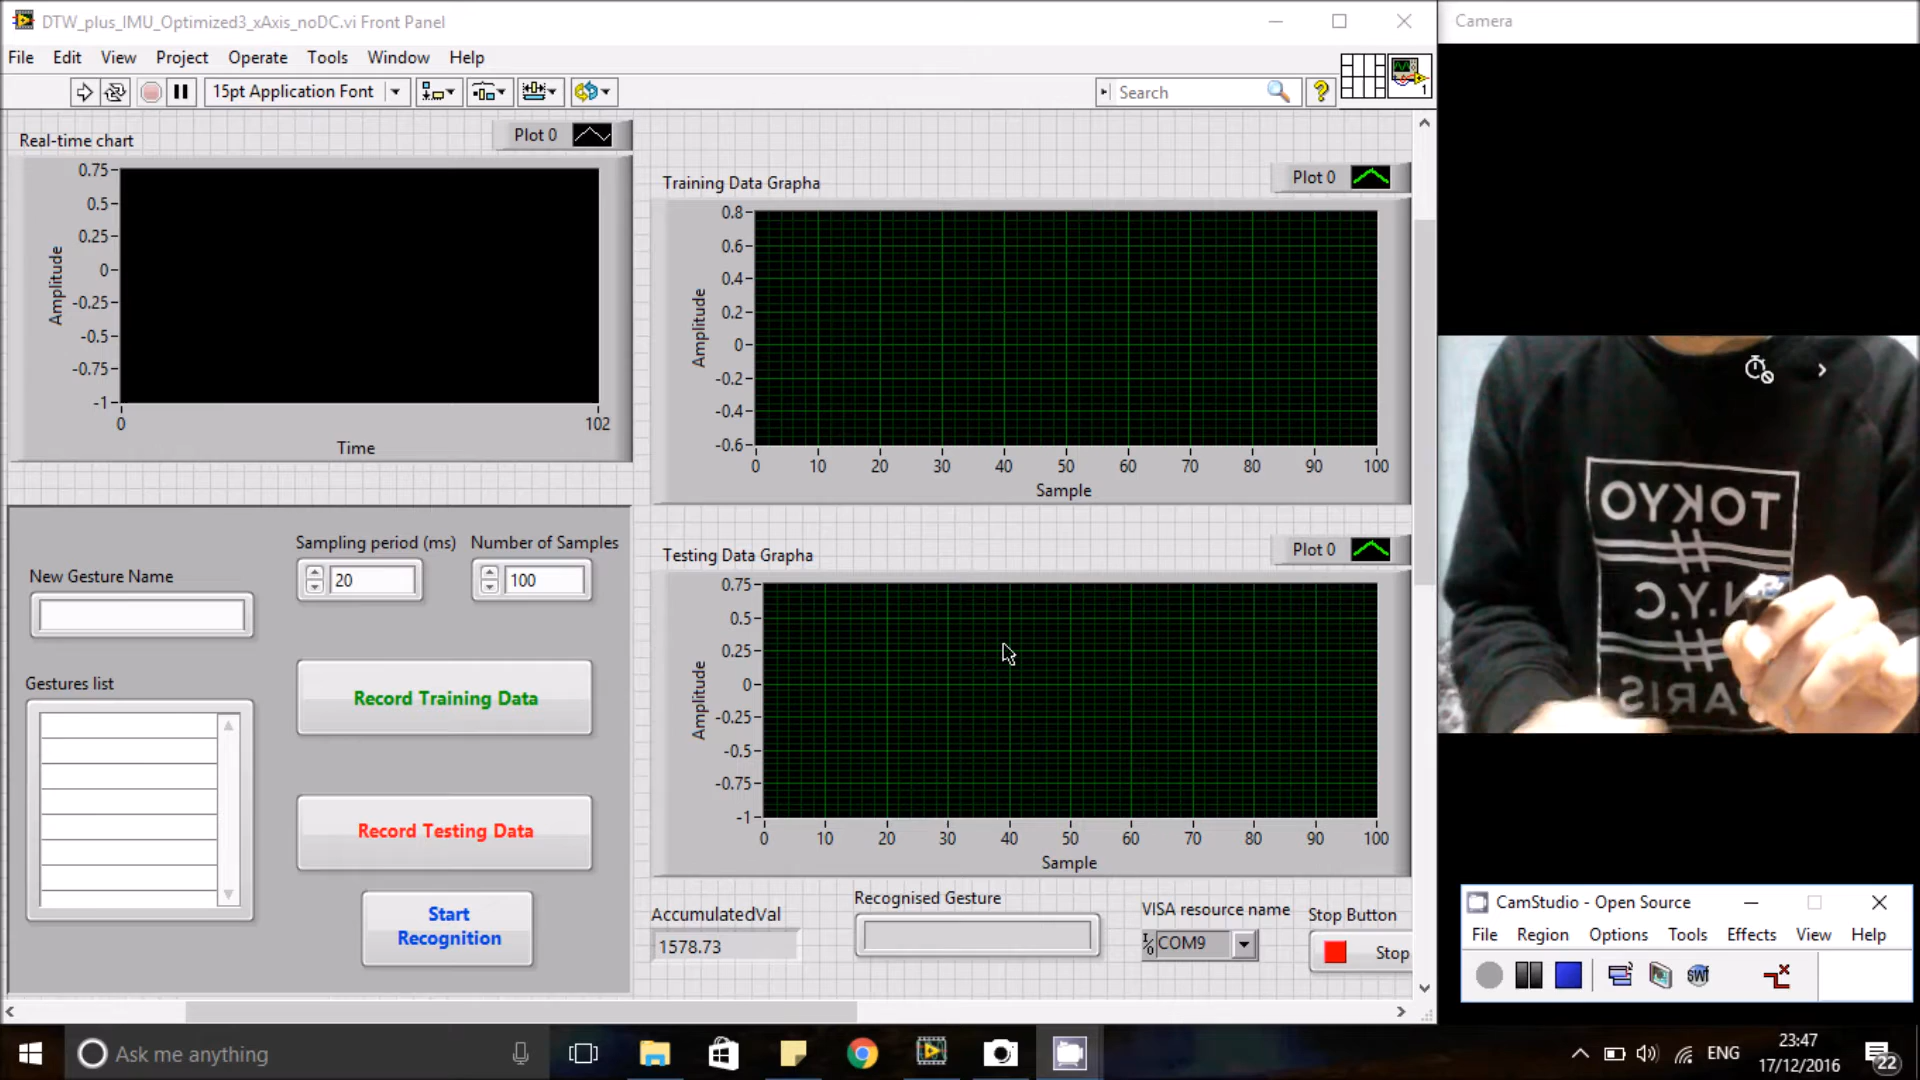 DTW_plus_IMU_Optimized3_xAxis_noDC.vi Front Panel
File Edit View Project Operate Tools Window Help
15pt Application Font
Search
1
Real-time chart
Plot 0
0.75
0.5
0.25
0
-0.25
-0.5
-0.75
-1
Amplitude
0 102
Time
New Gesture Name
Sampling period (ms)
20
Number of Samples
100
Gestures list
Record Training Data
Record Testing Data
Start
Recognition
Training Data Grapha
Plot 0
0.8
0.6
0.4
0.2
0
-0.2
-0.4
-0.6
Amplitude
0 10 20 30 40 50 60 70 80 90 100
Sample
Testing Data Grapha
Plot 0
0.75
0.5
0.25
0
-0.25
-0.5
-0.75
-1
Amplitude
0 10 20 30 40 50 60 70 80 90 100
Sample
AccumulatedVal
1578.73
Recognised Gesture
VISA resource name
COM9
Stop Button
Stop
Camera
TOKYO
N.Y.C
PARIS
CamStudio - Open Source
File Region Options Tools Effects View Help
swf
Ask me anything
ENG
23:47
17/12/2016
22